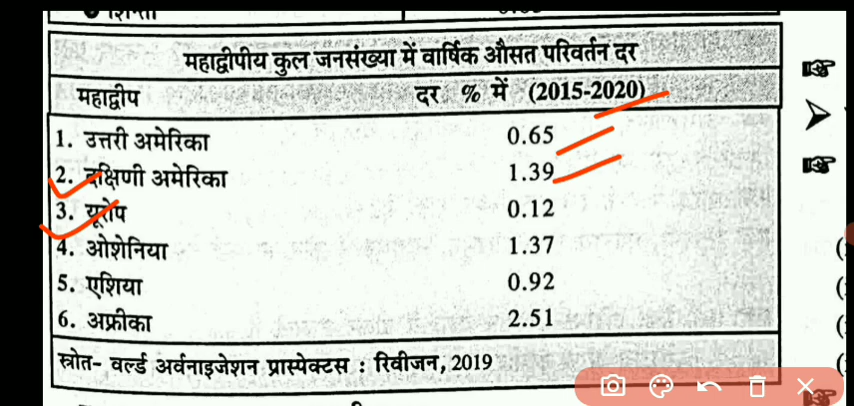 महाद्वीपीय कुल जनसंख्या में वार्षिक औसत परिवर्तन दर
महाद्वीप दर % में (2015-2020)
1. उत्तरी अमेरिका 0.65
2. दक्षिणी अमेरिका 1.39
3. यूरोप 0.12
4. ओशेनिया 1.37
5. एशिया 0.92
6. अफ्रीका 2.51
स्त्रोत- वर्ल्ड अर्वनाइजेशन प्रास्पेक्टस : रिवीजन, 2019